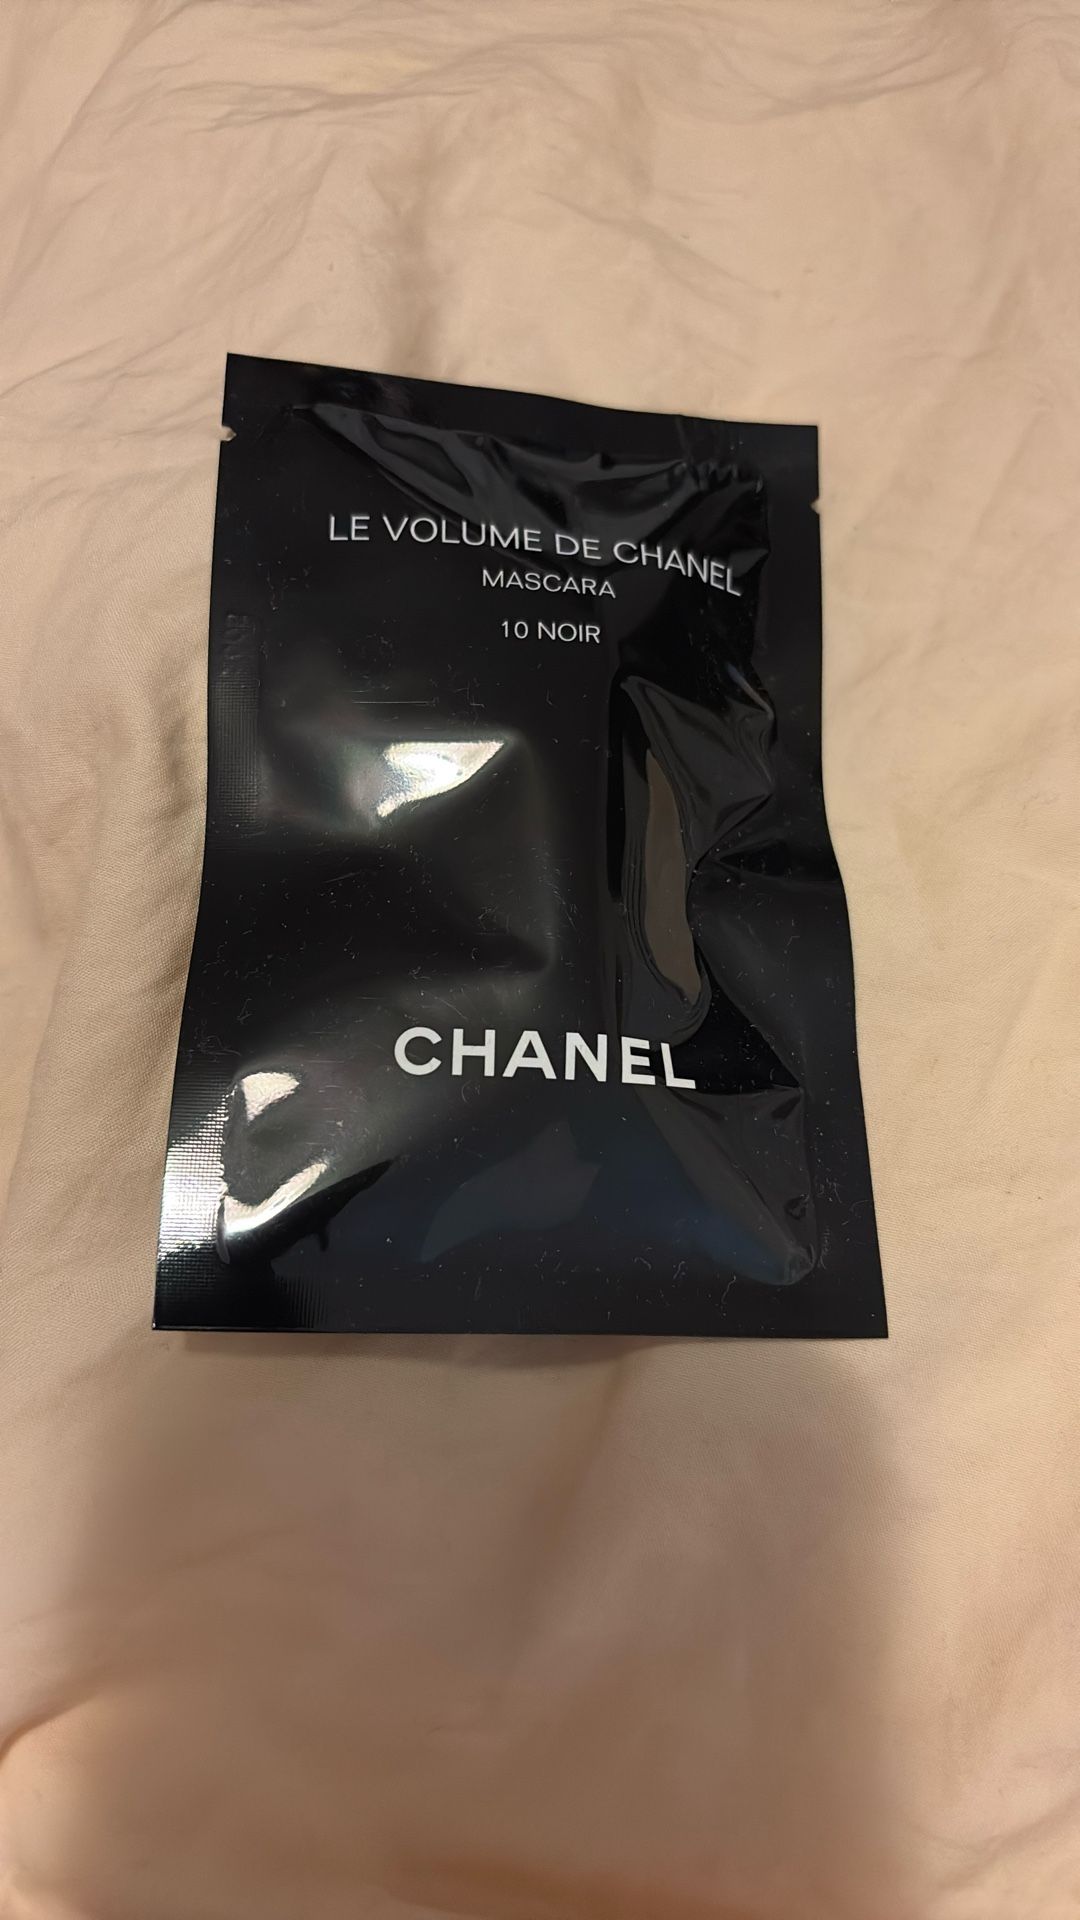 LE VOLUME DE CHANEL
MASCARA
10 NOIR
CHANEL